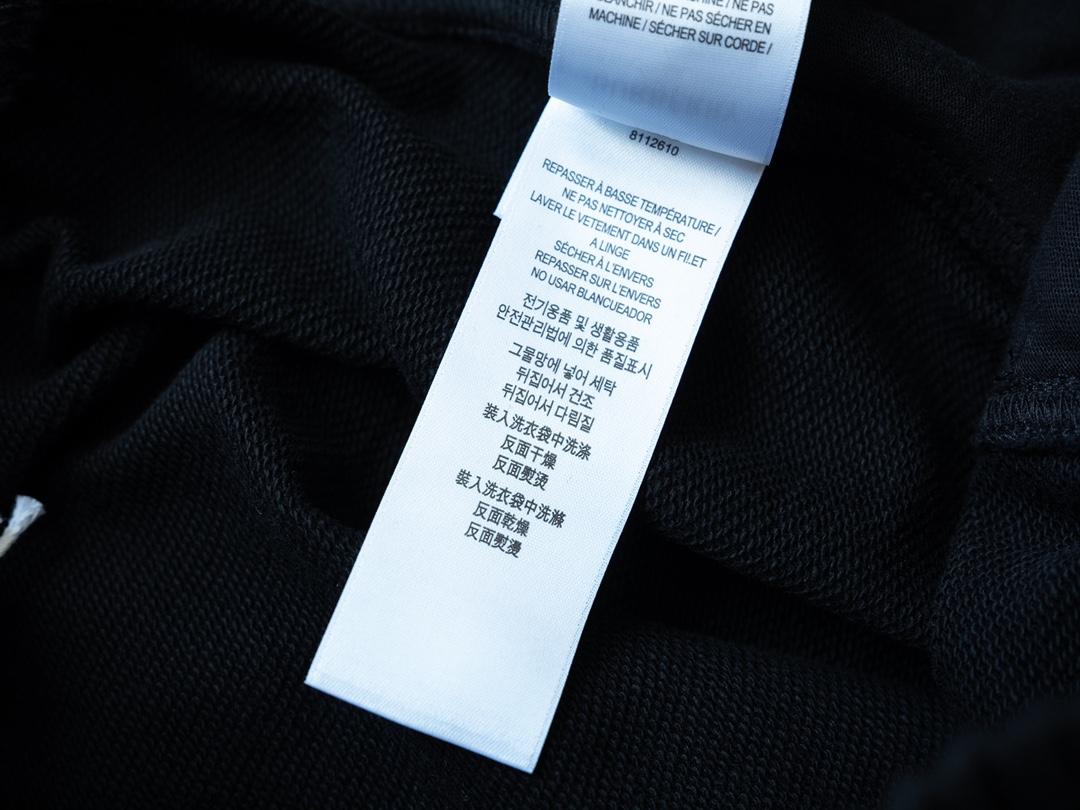 NE PAS
BLANCHIR / NE PAS SÉCHER EN
MACHINE / SÉCHER SUR CORDE /
8112610
REPASSER À BASSE TEMPÉRATURE /
NE PAS NETTOYER À SEC
LAVER LE VETEMENT DANS UN FILET
A LINGE
SÉCHER À L'ENVERS
REPASSER SUR L'ENVERS
NO USAR BLANCUEADOR
전기용품 및 생활용품
안전관리법에 의한 품질표시
그물망에 넣어 세탁
뒤집어서 건조
뒤집어서 다림질
装入洗衣袋中洗涤
反面干燥
反面熨烫
裝入洗衣袋中洗滌
反面乾燥
反面熨燙